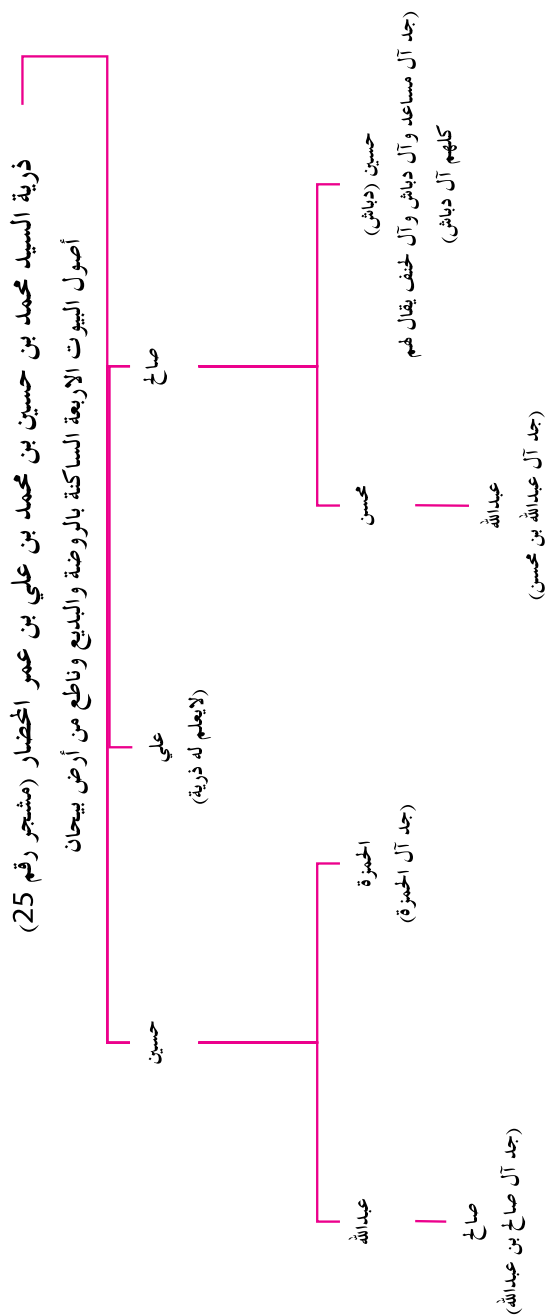 ذرية السيد محمد بن حسين بن محمد بن علي بن عمر الحضار (مشجر رقم 25)
أصول البيوت الاربعة الساكنة بالروضة والبديع وناطع من أرض بيحان
صالح
علي
(لايعلم له ذرية)
حسين
حسين (دباش)
(جد آل مساعد وآل دباش وآل لحنف يقال لهم
كلهم آل دباش)
محسن
عبدالله
(جد آل عبدالله بن محسن)
الحمزة
(جد آل الحمزة)
عبدالله
صالح
(جد آل صالح بن عبدالله)